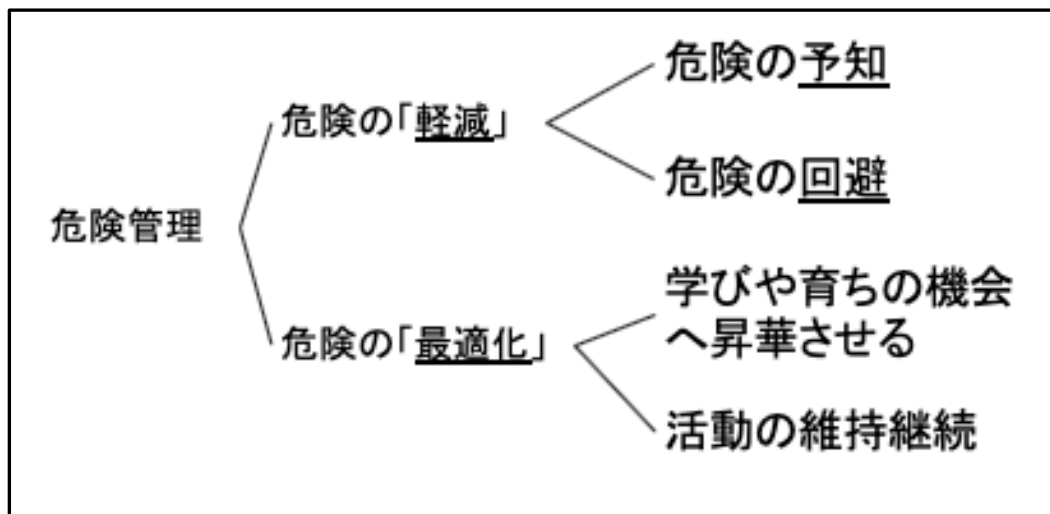 危険管理
危険の「軽減」
危険の予知
危険の回避
危険の「最適化」
学びや育ちの機会
へ昇華させる
活動の維持継続